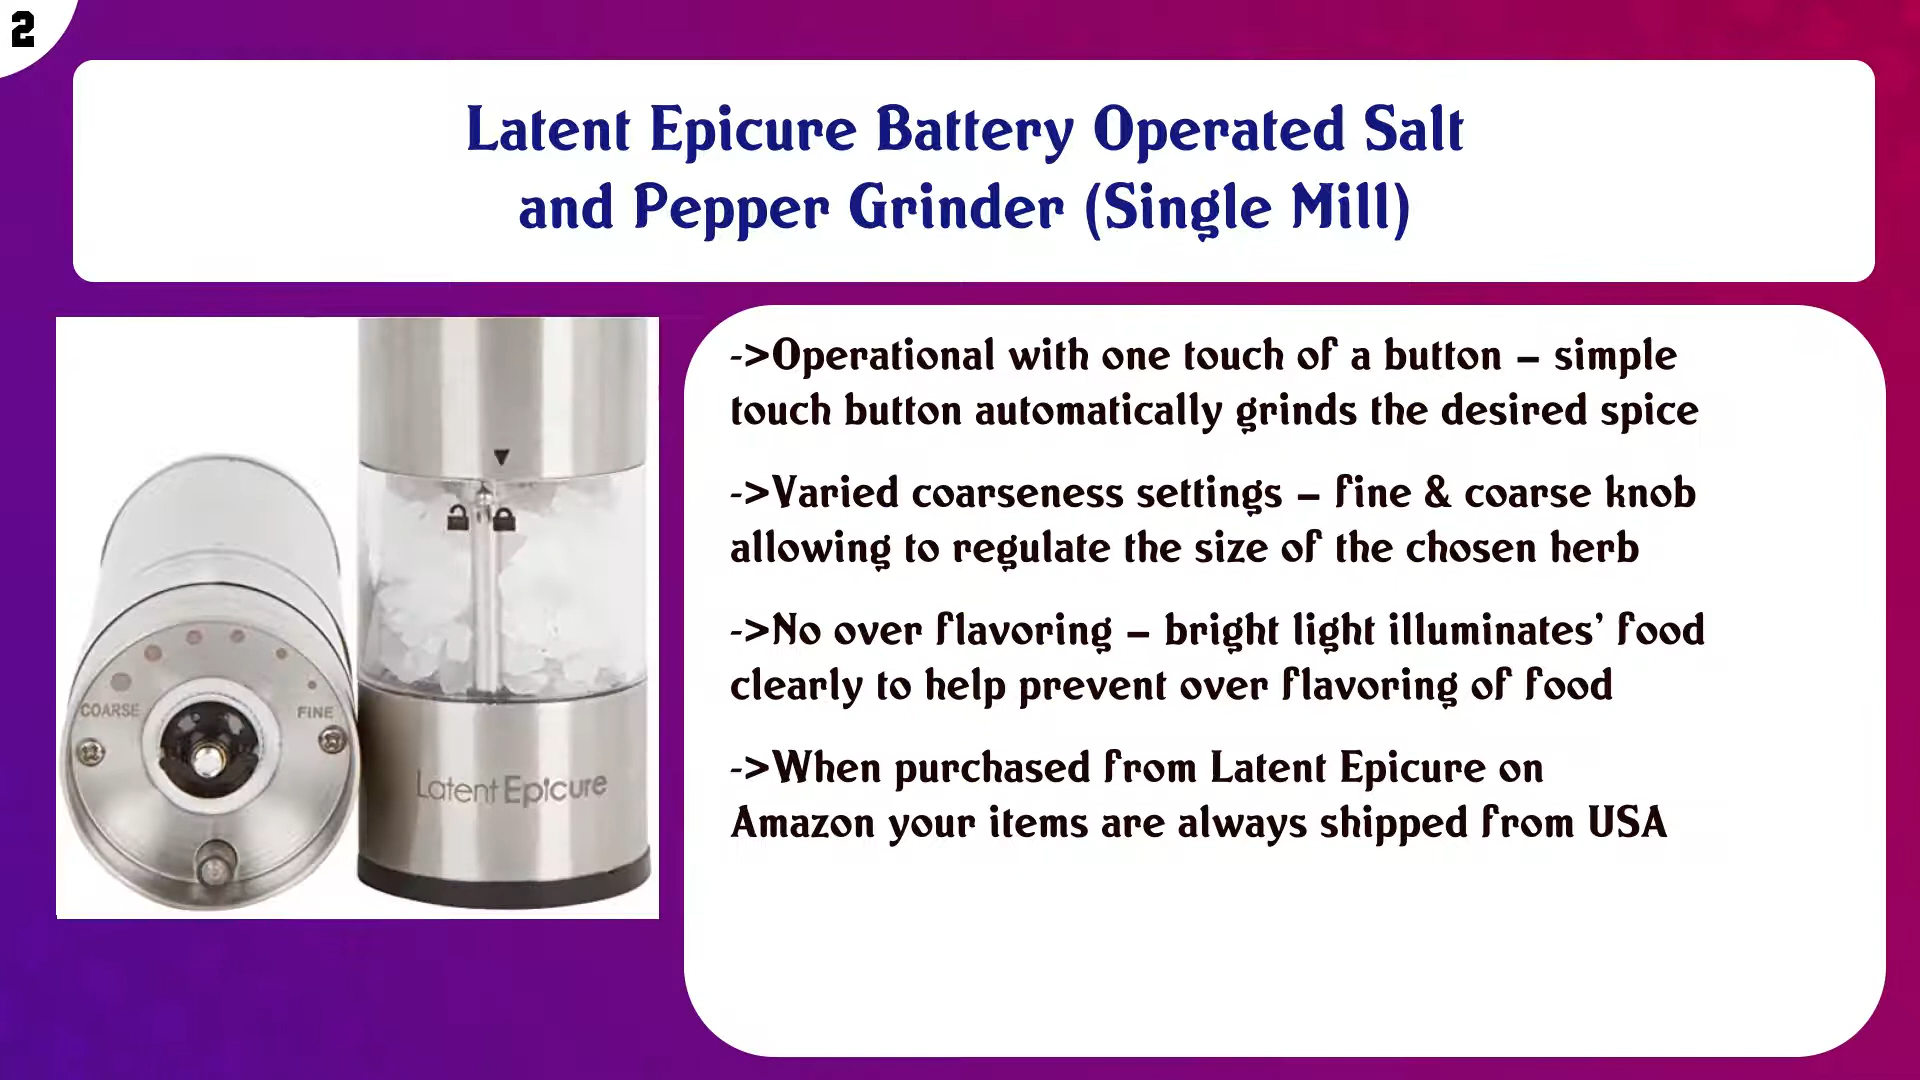 2
Latent Epicure Battery Operated Salt
and Pepper Grinder (Single Mill)
COARSE
FINE
Latent Epicure
->Operational with one touch of a button – simple
touch button automatically grinds the desired spice
->Varied coarseness settings – fine & coarse knob
allowing to regulate the size of the chosen herb
->No over flavoring – bright light illuminates’ food
clearly to help prevent over flavoring of food
->When purchased from Latent Epicure on
Amazon your items are always shipped from USA